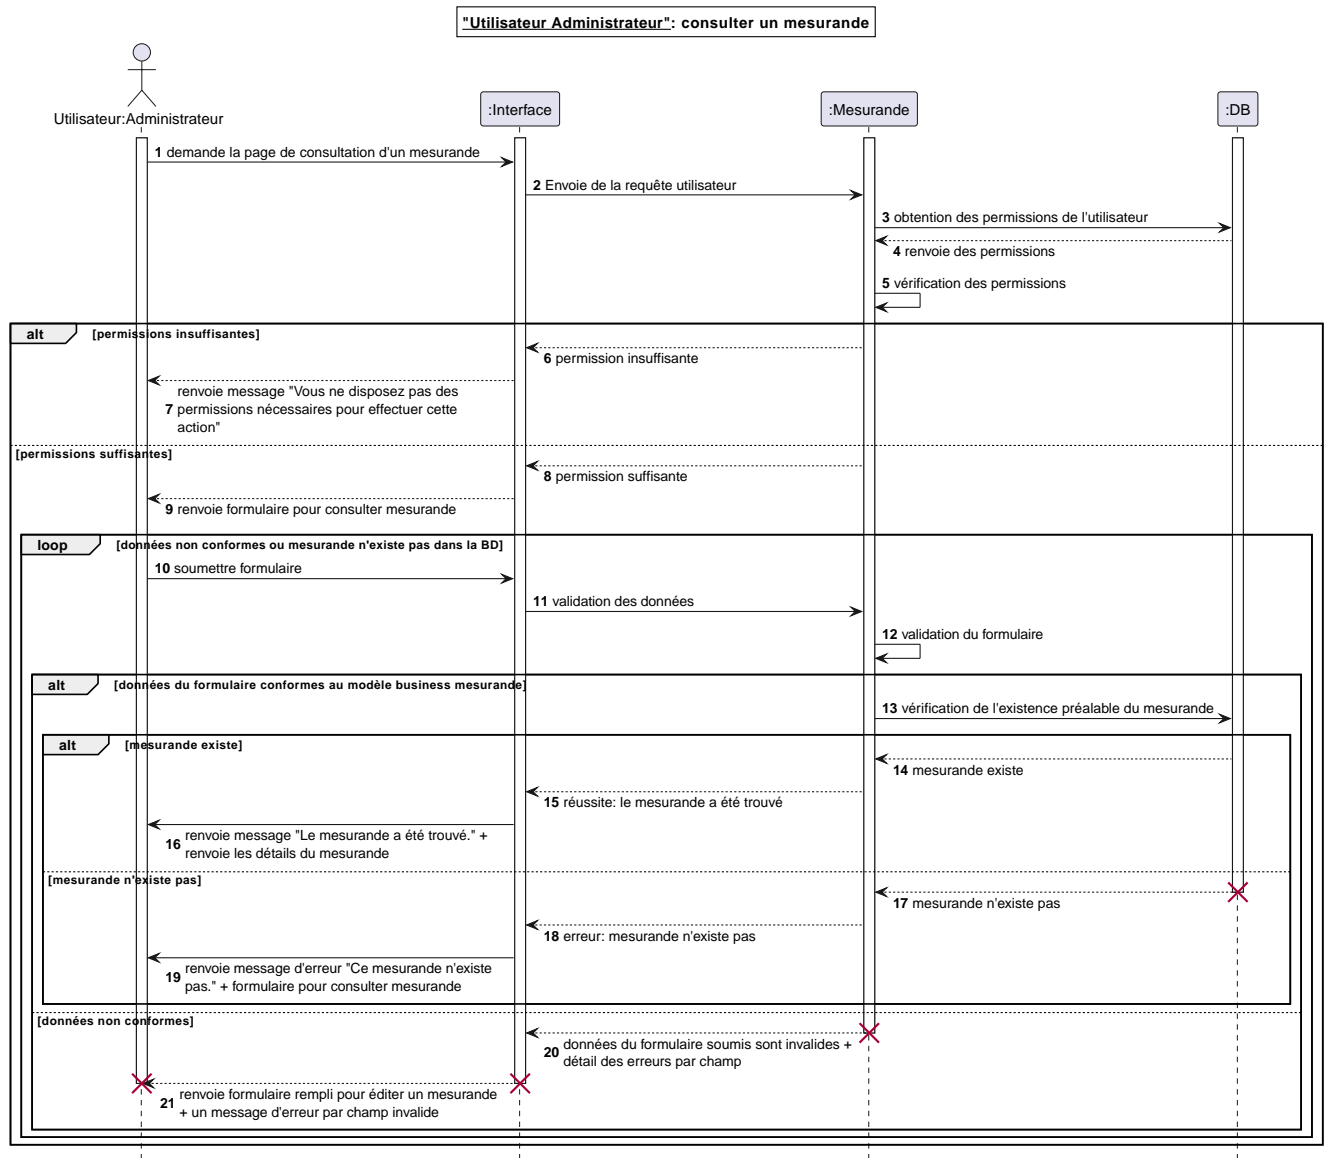 "Utilisateur Administrateur": consulter un mesurande
Utilisateur:Administrateur
:Interface
:Mesurande
:DB
1 demande la page de consultation d'un mesurande
2 Envoie de la requête utilisateur
3 obtention des permissions de l'utilisateur
4 renvoie des permissions
5 vérification des permissions
alt [permissions insuffisantes]
6 permission insuffisante
renvoie message "Vous ne disposez pas des
7 permissions nécessaires pour effectuer cette
action"
[permissions suffisantes]
8 permission suffisante
9 renvoie formulaire pour consulter mesurande
loop [données non conformes ou mesurande n'existe pas dans la BD]
10 soumettre formulaire
11 validation des données
12 validation du formulaire
alt [données du formulaire conformes au modèle business mesurande]
13 vérification de l'existence préalable du mesurande
alt [mesurande existe]
14 mesurande existe
15 réussite: le mesurande a été trouvé
16 renvoie message "Le mesurande a été trouvé." +
renvoie les détails du mesurande
[mesurande n'existe pas]
17 mesurande n'existe pas
18 erreur: mesurande n'existe pas
19 renvoie message d'erreur "Ce mesurande n'existe
pas." + formulaire pour consulter mesurande
[données non conformes]
20 données du formulaire soumis sont invalides +
détail des erreurs par champ
21 renvoie formulaire rempli pour éditer un mesurande
+ un message d'erreur par champ invalide